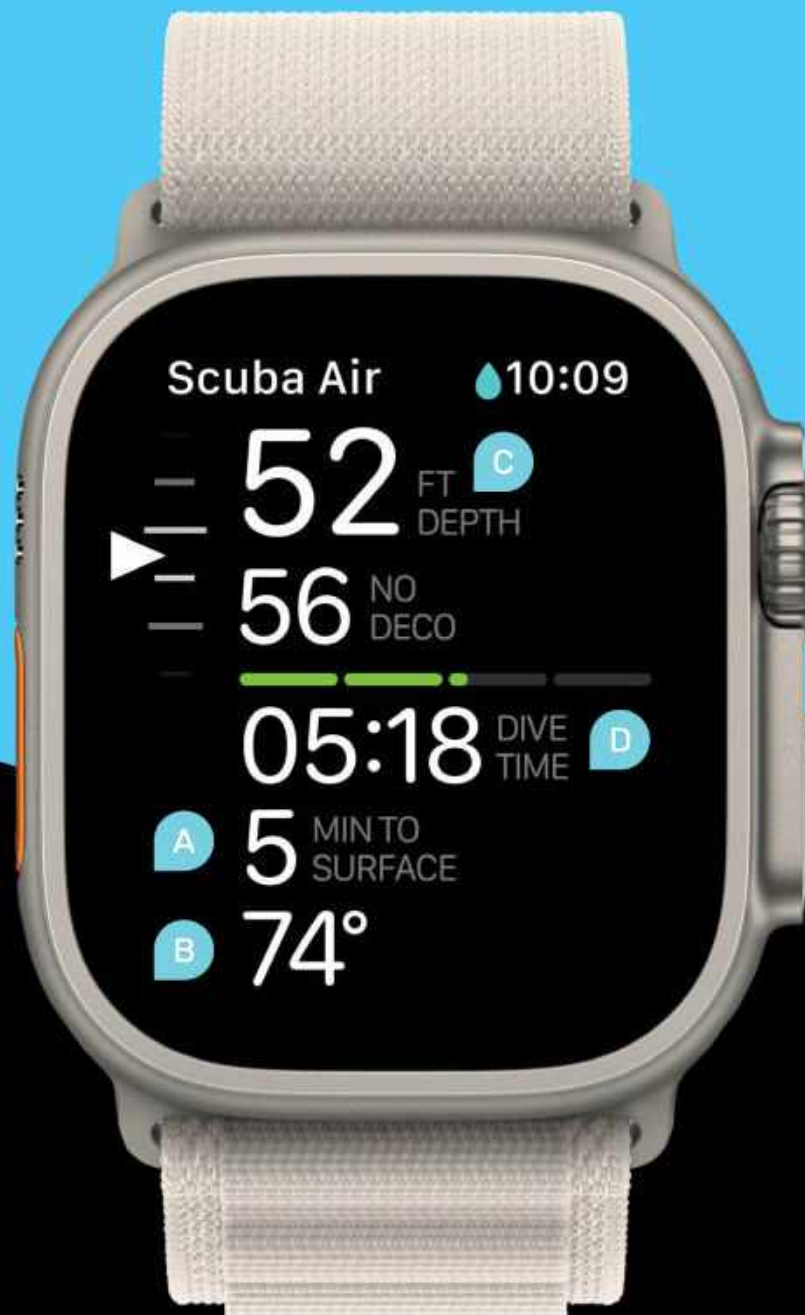 Scuba Air 10:09
52 FT C
DEPTH
56 NO
DECO
05:18 DIVE D
TIME
A 5 MIN TO
SURFACE
B 74°